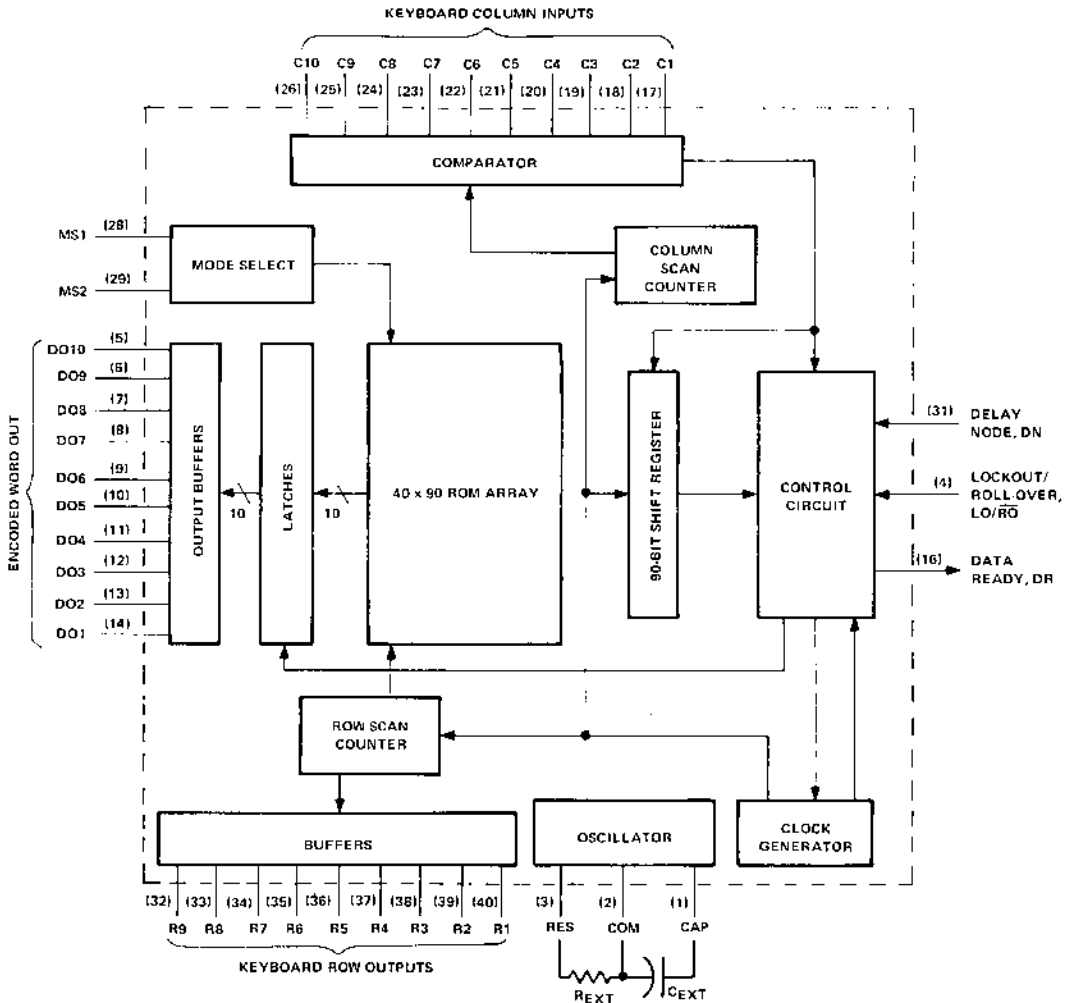 KEYBOARD COLUMN INPUTS
C10 C9 C8 C7 C6 C5 C4 C3 C2 C1
(26) (25) (24) (23) (22) (21) (20) (19) (18) (17)
COMPARATOR
MS1 (28)
MS2 (29)
MODE SELECT
COLUMN
SCAN
COUNTER
ENCODED WORD OUT
DO10 (5)
DO9 (6)
DO8 (7)
DO7 (8)
DO6 (9)
DO5 (10)
DO4 (11)
DO3 (12)
DO2 (13)
DO1 (14)
OUTPUT BUFFERS
10
LATCHES
10
40 x 90 ROM ARRAY
90-BIT SHIFT REGISTER
CONTROL
CIRCUIT
(31) DELAY
NODE, DN
(4) LOCKOUT/
ROLL-OVER,
LO/R̅O̅
(16) DATA
READY, DR
ROW SCAN
COUNTER
BUFFERS
OSCILLATOR
CLOCK
GENERATOR
(32) (33) (34) (35) (36) (37) (38) (39) (40)
R9 R8 R7 R6 R5 R4 R3 R2 R1
KEYBOARD ROW OUTPUTS
(3) (2) (1)
RES COM CAP
REXT CEXT